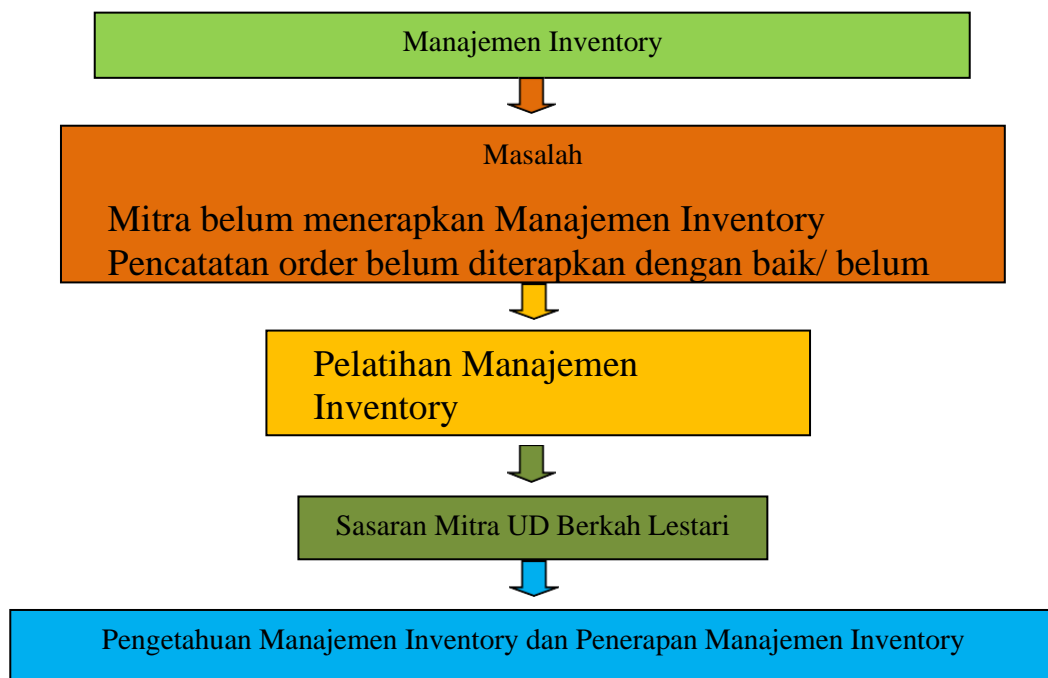 Manajemen Inventory
Masalah
Mitra belum menerapkan Manajemen Inventory
Pencatatan order belum diterapkan dengan baik/ belum
Pelatihan Manajemen
Inventory
Sasaran Mitra UD Berkah Lestari
Pengetahuan Manajemen Inventory dan Penerapan Manajemen Inventory